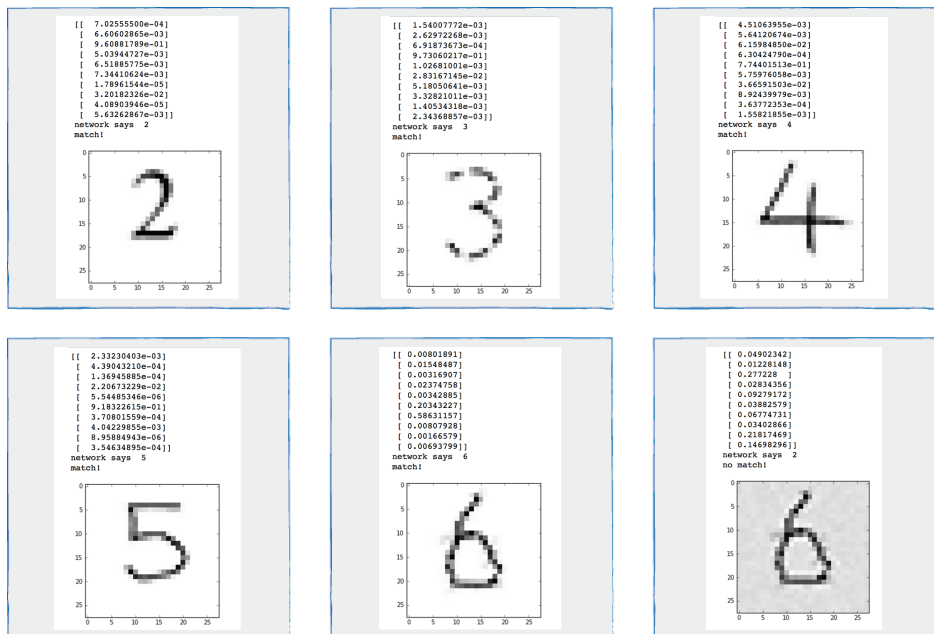 [[ 7.02555500e-04]
[ 6.60602865e-03]
[ 9.60881789e-01]
[ 5.03944727e-03]
[ 6.51885775e-03]
[ 7.34410624e-03]
[ 1.78961544e-05]
[ 3.20182326e-02]
[ 4.08903946e-05]
[ 5.63262867e-03]]
network says 2
match!
0
5
10
15
20
25
0 5 10 15 20 25
2
[[ 1.54007772e-03]
[ 2.62972268e-03]
[ 6.91873673e-04]
[ 9.73060217e-01]
[ 1.02681001e-03]
[ 2.83167145e-02]
[ 5.18050641e-03]
[ 3.32821011e-03]
[ 1.40534318e-03]
[ 2.34368857e-03]]
network says 3
match!
0
5
10
15
20
25
0 5 10 15 20 25
3
[[ 4.51063955e-03]
[ 5.64120674e-03]
[ 6.15984850e-02]
[ 6.30424790e-04]
[ 7.74401513e-01]
[ 5.75976058e-03]
[ 3.66591503e-02]
[ 8.92439979e-03]
[ 3.63772353e-04]
[ 1.55821855e-03]]
network says 4
match!
0
5
10
15
20
25
0 5 10 15 20 25
4
[[ 2.33230403e-03]
[ 4.39043210e-04]
[ 1.36945885e-04]
[ 2.20673229e-02]
[ 5.54485346e-06]
[ 9.18322615e-01]
[ 3.70801559e-04]
[ 4.04229855e-03]
[ 8.95884943e-06]
[ 3.54634895e-04]]
network says 5
match!
0
5
10
15
20
25
0 5 10 15 20 25
5
[[ 0.00801891]
[ 0.01548487]
[ 0.00316907]
[ 0.02374758]
[ 0.00342885]
[ 0.20343227]
[ 0.58631157]
[ 0.00807928]
[ 0.00166579]
[ 0.00693799]]
network says 6
match!
0
5
10
15
20
25
0 5 10 15 20 25
6
[[ 0.04902342]
[ 0.01228148]
[ 0.277228 ]
[ 0.02834356]
[ 0.09279172]
[ 0.03882579]
[ 0.06774731]
[ 0.03402866]
[ 0.21817469]
[ 0.14698296]]
network says 2
no match!
0
5
10
15
20
25
0 5 10 15 20 25
6